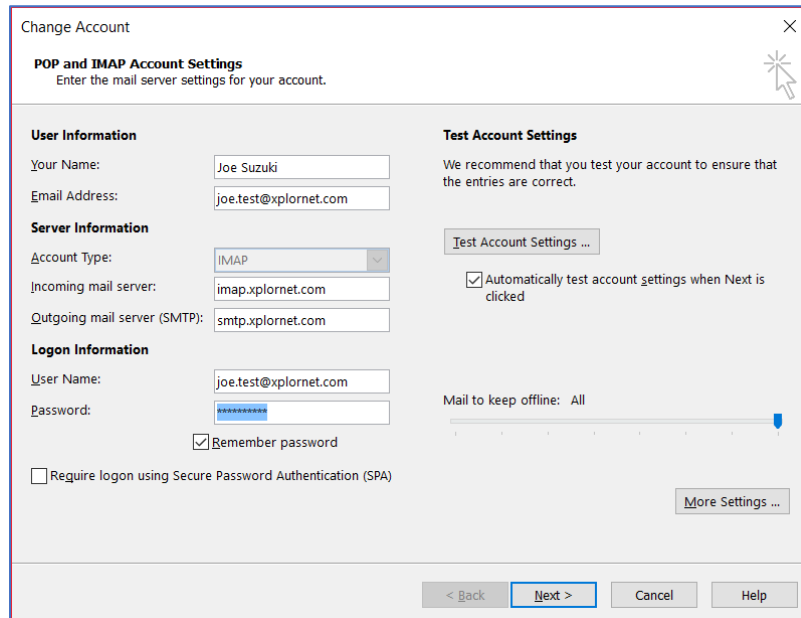 Change Account
POP and IMAP Account Settings
Enter the mail server settings for your account.
User Information
Your Name: Joe Suzuki
Email Address: joe.test@xplornet.com
Server Information
Account Type: IMAP
Incoming mail server: imap.xplornet.com
Outgoing mail server (SMTP): smtp.xplornet.com
Logon Information
User Name: joe.test@xplornet.com
Password: **********
Remember password
Require logon using Secure Password Authentication (SPA)
Test Account Settings
We recommend that you test your account to ensure that
the entries are correct.
Test Account Settings ...
Automatically test account settings when Next is
clicked
Mail to keep offline: All
More Settings ...
< Back Next > Cancel Help